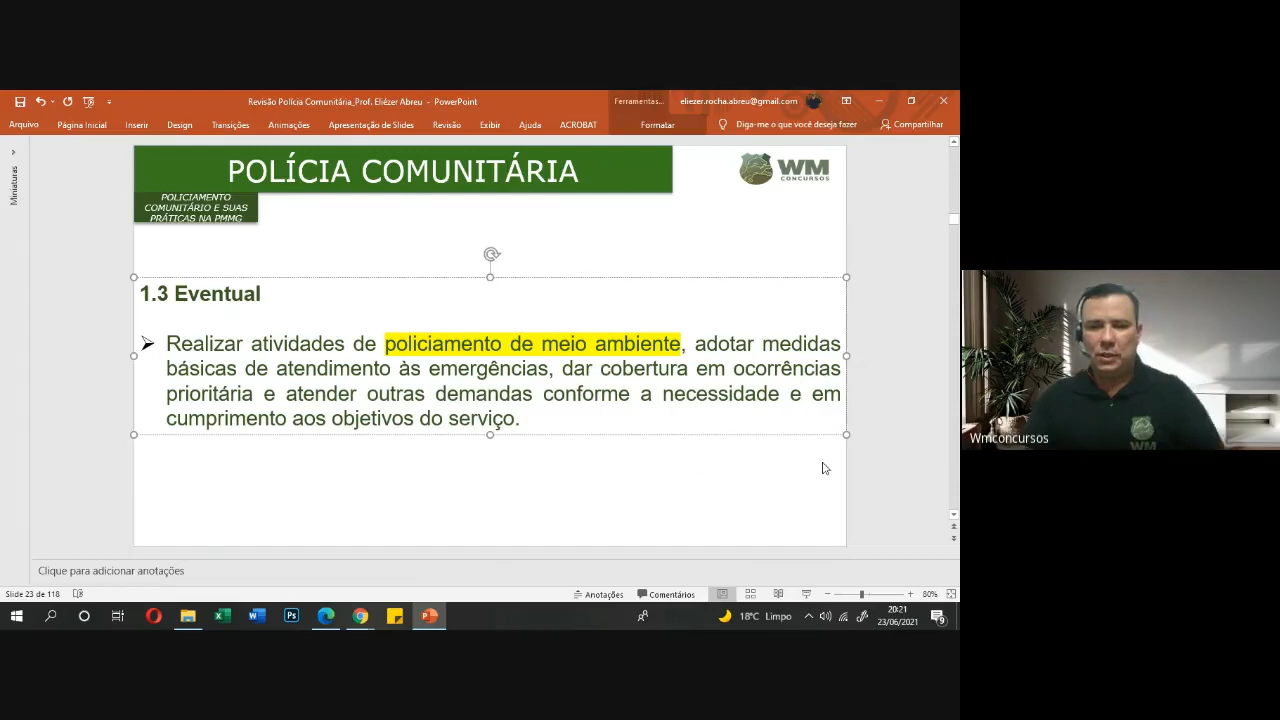 Revisão Polícia Comunitária_Prof. Eliézer Abreu - PowerPoint
Ferramentas...
eliezer.rocha.abreu@gmail.com
Arquivo Página Inicial Inserir Design Transições Animações Apresentação de Slides Revisão Exibir Ajuda ACROBAT Formatar Diga-me o que você deseja fazer Compartilhar
Miniaturas
POLÍCIA COMUNITÁRIA
WM
CONCURSOS
POLICIAMENTO
COMUNITÁRIO E SUAS
PRÁTICAS NA PMMG
1.3 Eventual
Realizar atividades de policiamento de meio ambiente, adotar medidas
básicas de atendimento às emergências, dar cobertura em ocorrências
prioritária e atender outras demandas conforme a necessidade e em
cumprimento aos objetivos do serviço.
Clique para adicionar anotações
Slide 23 de 118 Anotações Comentários 80%
18°C Limpo
20:21
23/06/2021
9
Wmconcursos
WM